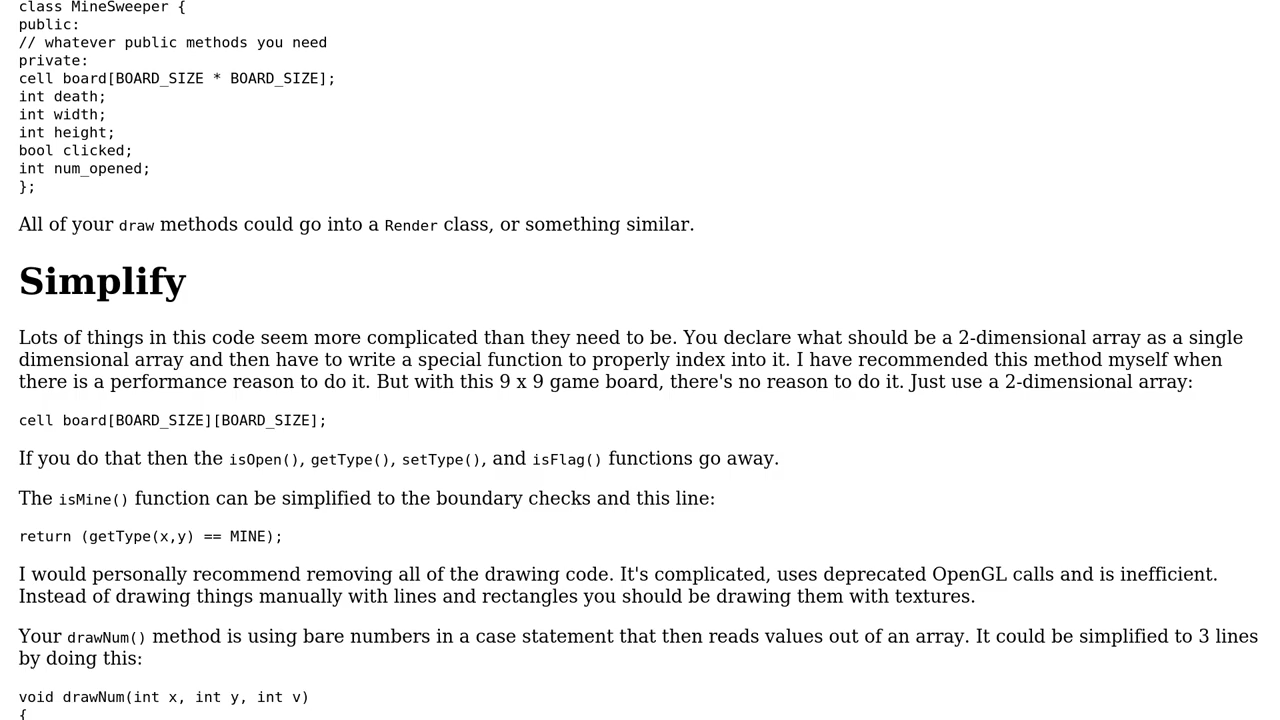 class MineSweeper {
public:
// whatever public methods you need
private:
cell board[BOARD_SIZE * BOARD_SIZE];
int death;
int width;
int height;
bool clicked;
int num_opened;
};
All of your draw methods could go into a Render class, or something similar.
Simplify
Lots of things in this code seem more complicated than they need to be. You declare what should be a 2-dimensional array as a single
dimensional array and then have to write a special function to properly index into it. I have recommended this method myself when
there is a performance reason to do it. But with this 9 x 9 game board, there's no reason to do it. Just use a 2-dimensional array:
cell board[BOARD_SIZE][BOARD_SIZE];
If you do that then the isOpen(), getType(), setType(), and isFlag() functions go away.
The isMine() function can be simplified to the boundary checks and this line:
return (getType(x,y) == MINE);
I would personally recommend removing all of the drawing code. It's complicated, uses deprecated OpenGL calls and is inefficient.
Instead of drawing things manually with lines and rectangles you should be drawing them with textures.
Your drawNum() method is using bare numbers in a case statement that then reads values out of an array. It could be simplified to 3 lines
by doing this:
void drawNum(int x, int y, int v)
{